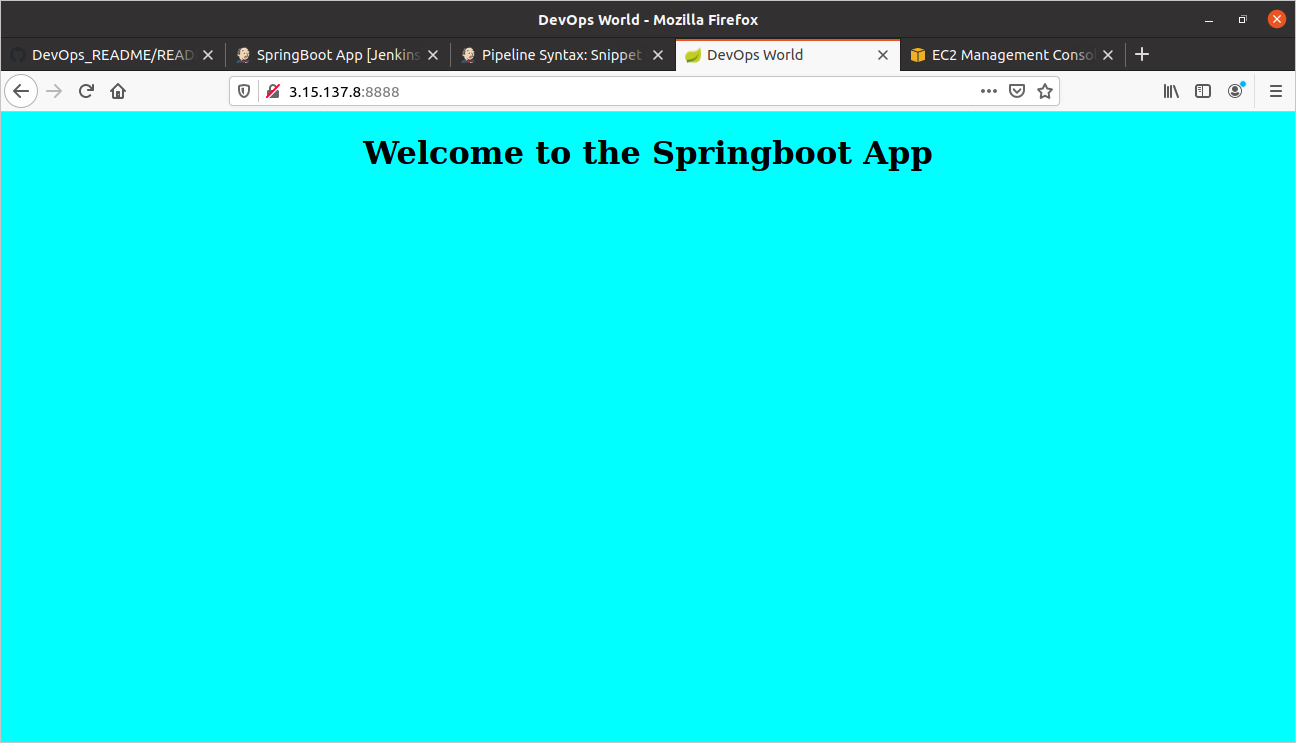 DevOps World - Mozilla Firefox
DevOps_README/READ
SpringBoot App [Jenkins
Pipeline Syntax: Snippet
DevOps World
EC2 Management Conso
3.15.137.8:8888
Welcome to the Springboot App